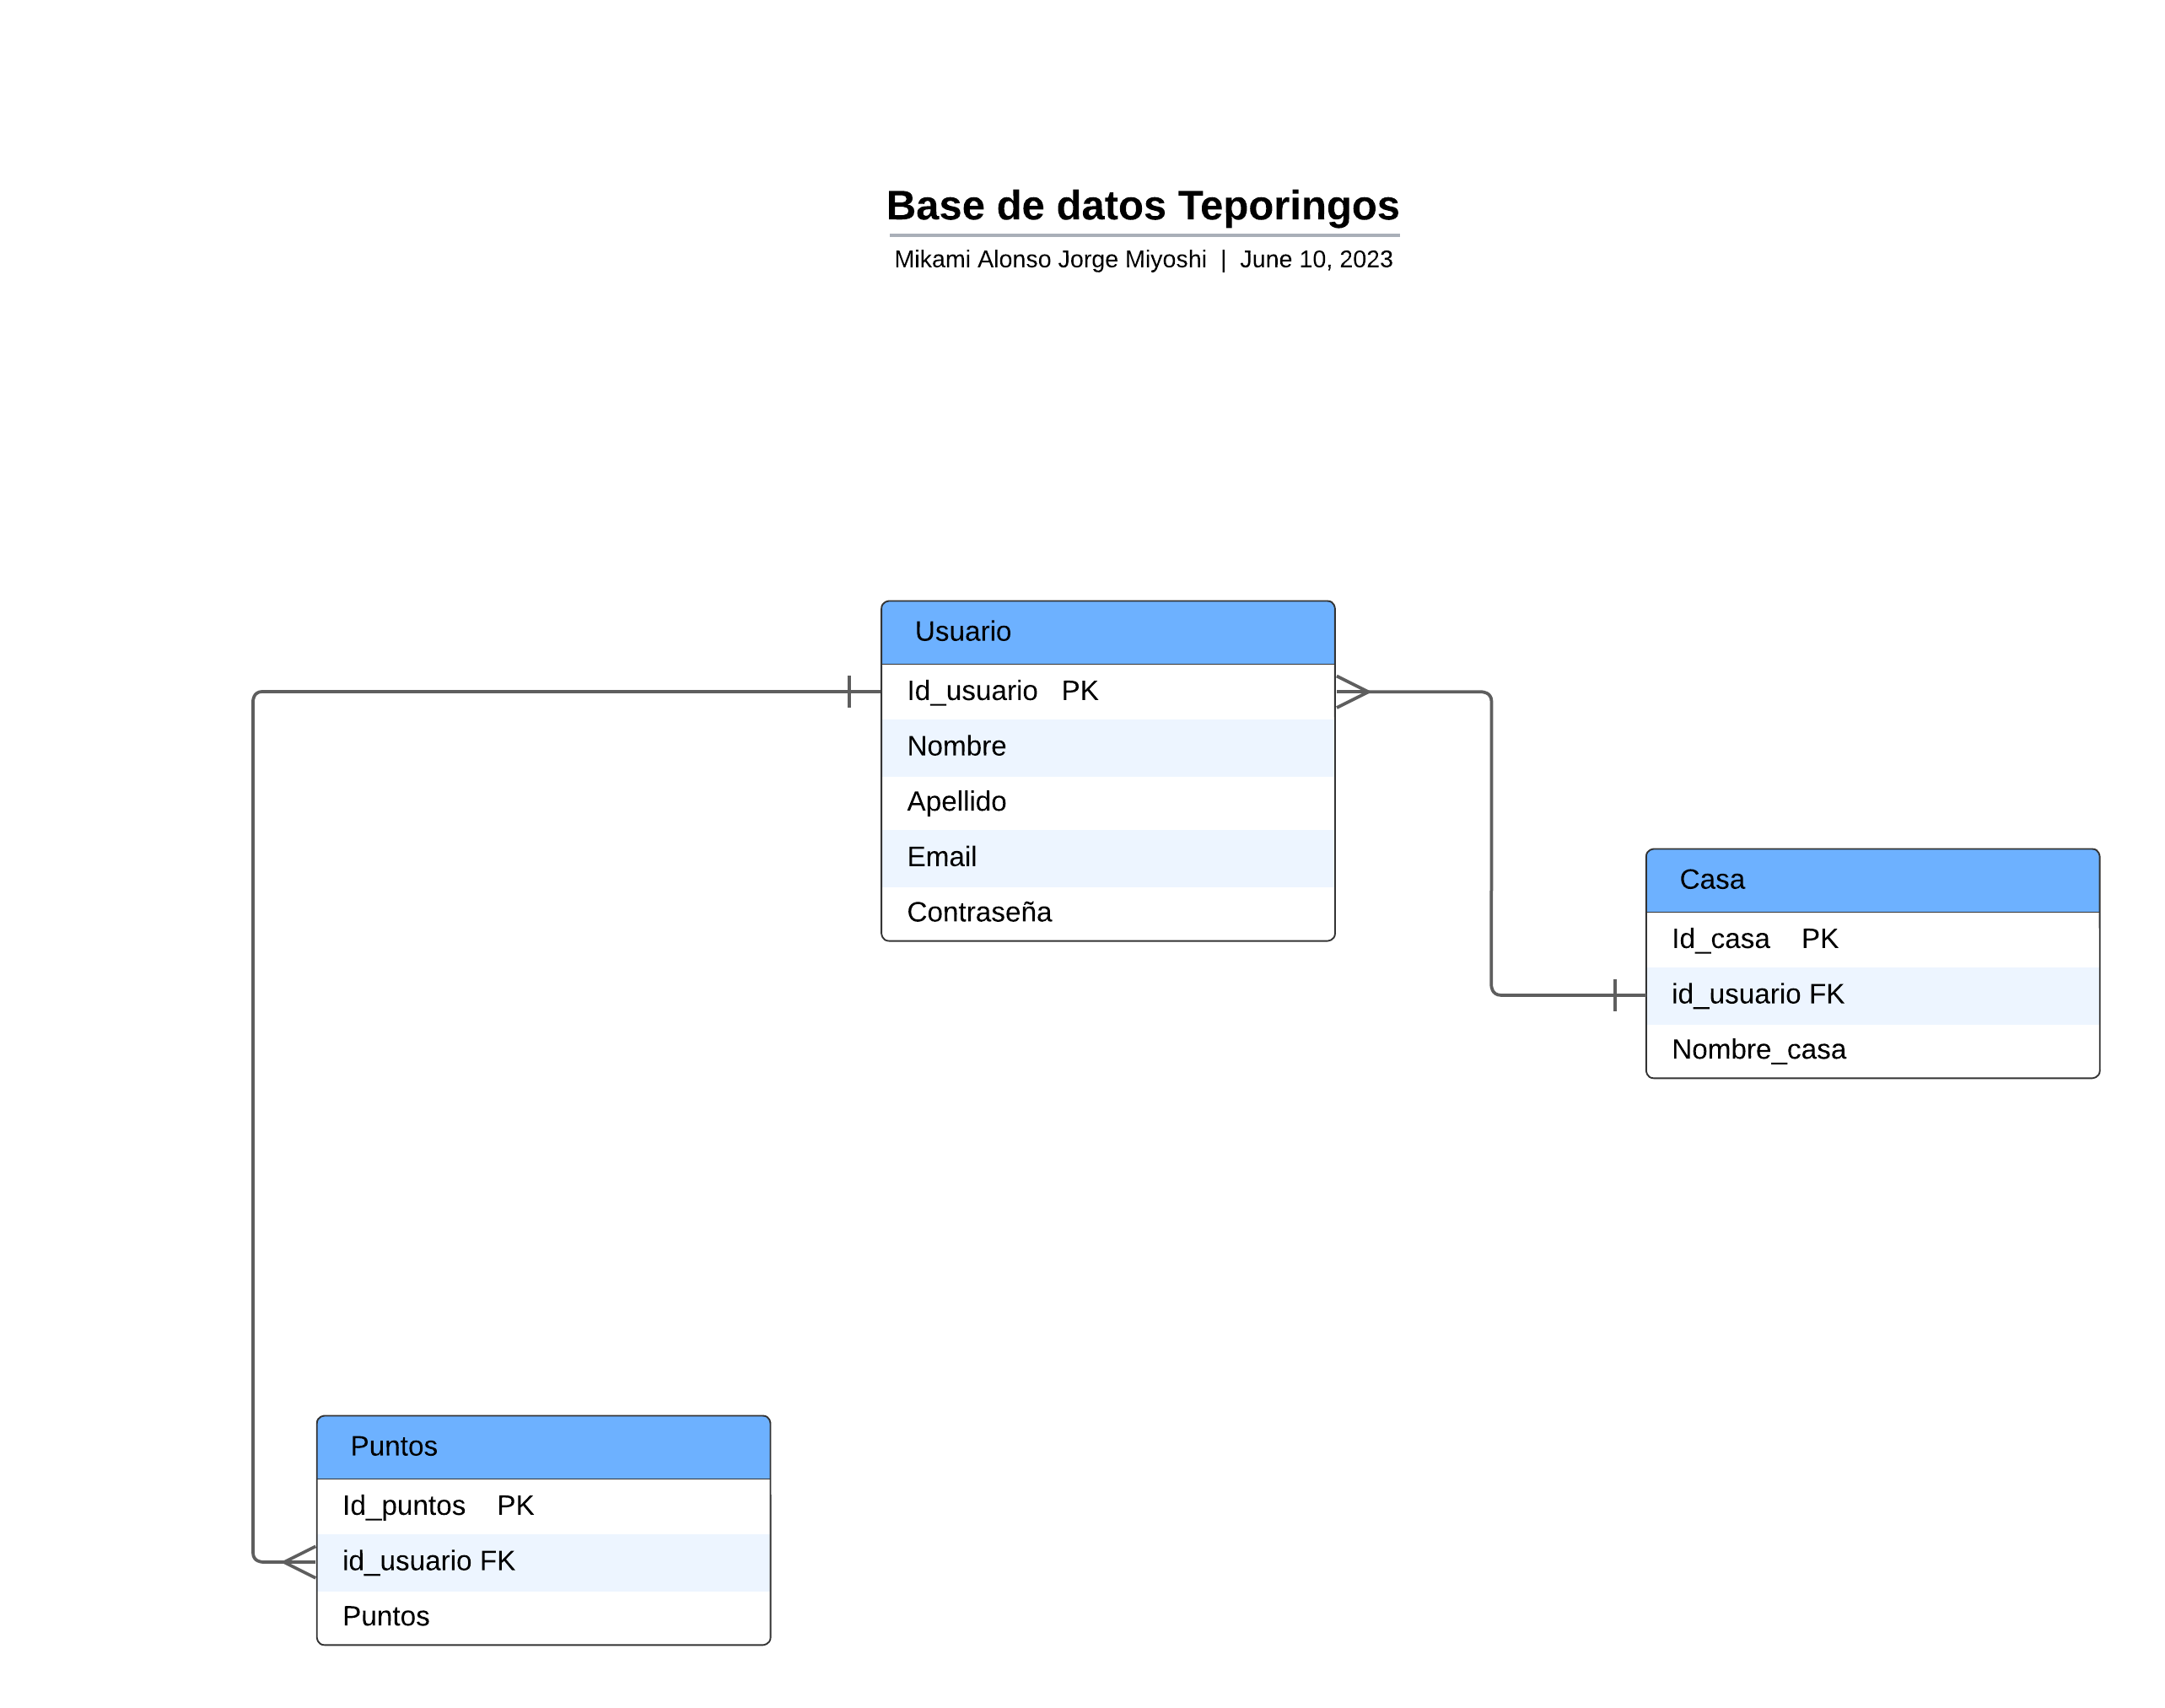 Base de datos Teporingos
Mikami Alonso Jorge Miyoshi | June 10, 2023
Usuario
Id_usuario PK
Nombre
Apellido
Email
Contraseña
Casa
Id_casa PK
id_usuario FK
Nombre_casa
Puntos
Id_puntos PK
id_usuario FK
Puntos